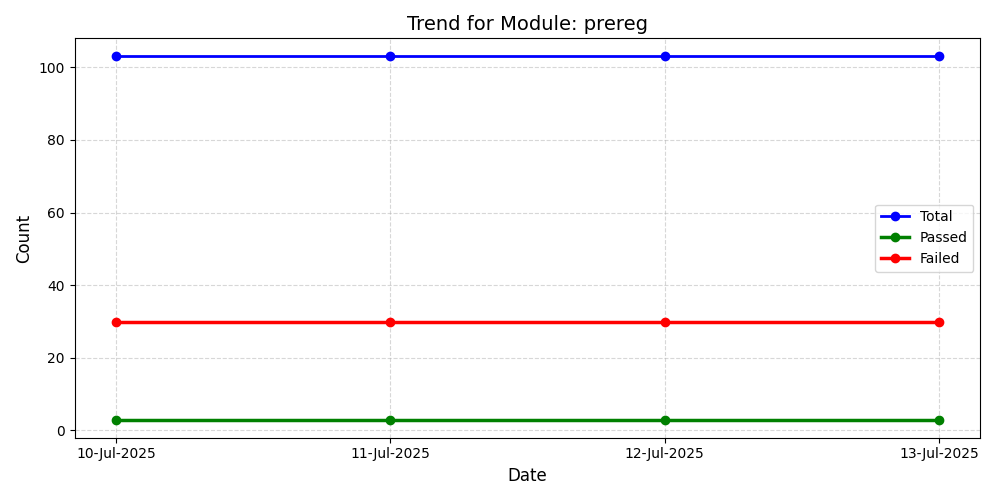 Trend for Module: prereg
100
80
60
40
20
0
Count
Total
Passed
Failed
10-Jul-2025
11-Jul-2025
12-Jul-2025
13-Jul-2025
Date